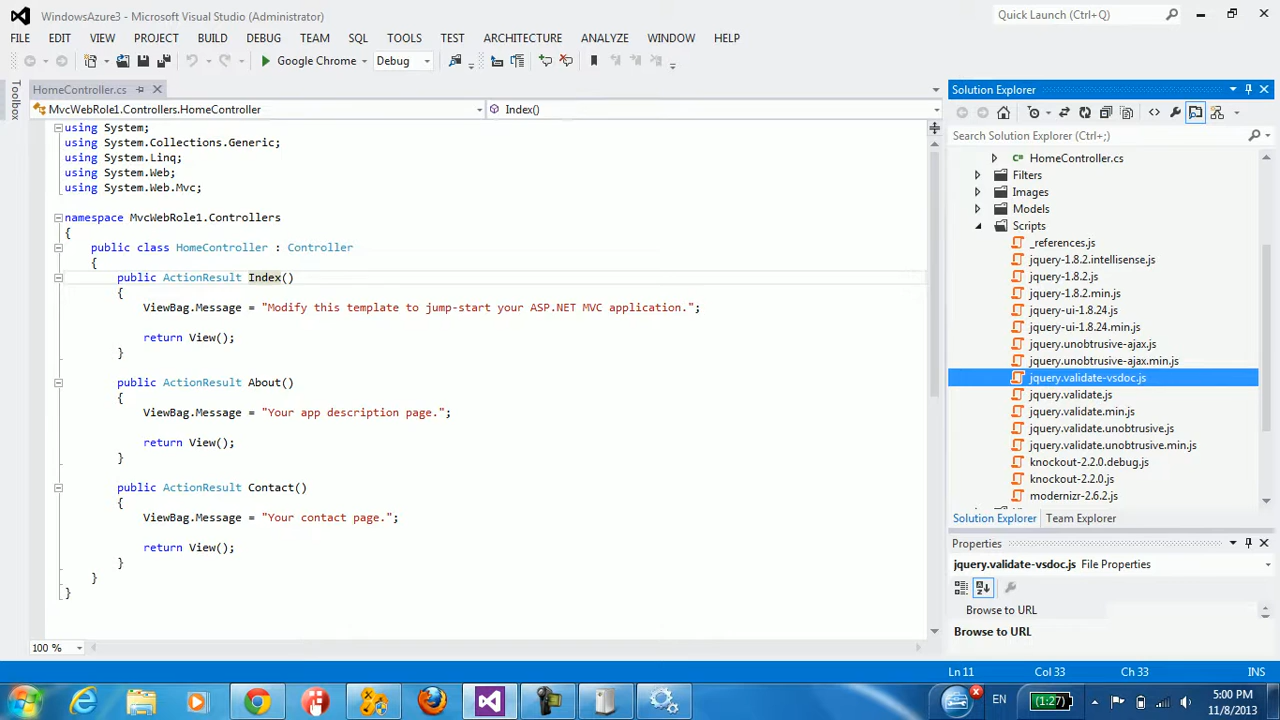 WindowsAzure3 - Microsoft Visual Studio (Administrator)
Quick Launch (Ctrl+Q)
FILE EDIT VIEW PROJECT BUILD DEBUG TEAM SQL TOOLS TEST ARCHITECTURE ANALYZE WINDOW HELP
Google Chrome Debug
Toolbox
HomeController.cs
MvcWebRole1.Controllers.HomeController
Index()
using System;
using System.Collections.Generic;
using System.Linq;
using System.Web;
using System.Web.Mvc;
namespace MvcWebRole1.Controllers
{
public class HomeController : Controller
{
public ActionResult Index()
{
ViewBag.Message = "Modify this template to jump-start your ASP.NET MVC application.";
return View();
}
public ActionResult About()
{
ViewBag.Message = "Your app description page.";
return View();
}
public ActionResult Contact()
{
ViewBag.Message = "Your contact page.";
return View();
}
}
}
100 %
Solution Explorer
Search Solution Explorer (Ctrl+;)
HomeController.cs
Filters
Images
Models
Scripts
_references.js
jquery-1.8.2.intellisense.js
jquery-1.8.2.js
jquery-1.8.2.min.js
jquery-ui-1.8.24.js
jquery-ui-1.8.24.min.js
jquery.unobtrusive-ajax.js
jquery.unobtrusive-ajax.min.js
jquery.validate-vsdoc.js
jquery.validate.js
jquery.validate.min.js
jquery.validate.unobtrusive.js
jquery.validate.unobtrusive.min.js
knockout-2.2.0.debug.js
knockout-2.2.0.js
modernizr-2.6.2.js
Solution Explorer Team Explorer
Properties
jquery.validate-vsdoc.js File Properties
Browse to URL
Browse to URL
Ln 11 Col 33 Ch 33 INS
EN
(1:27)
5:00 PM
11/8/2013